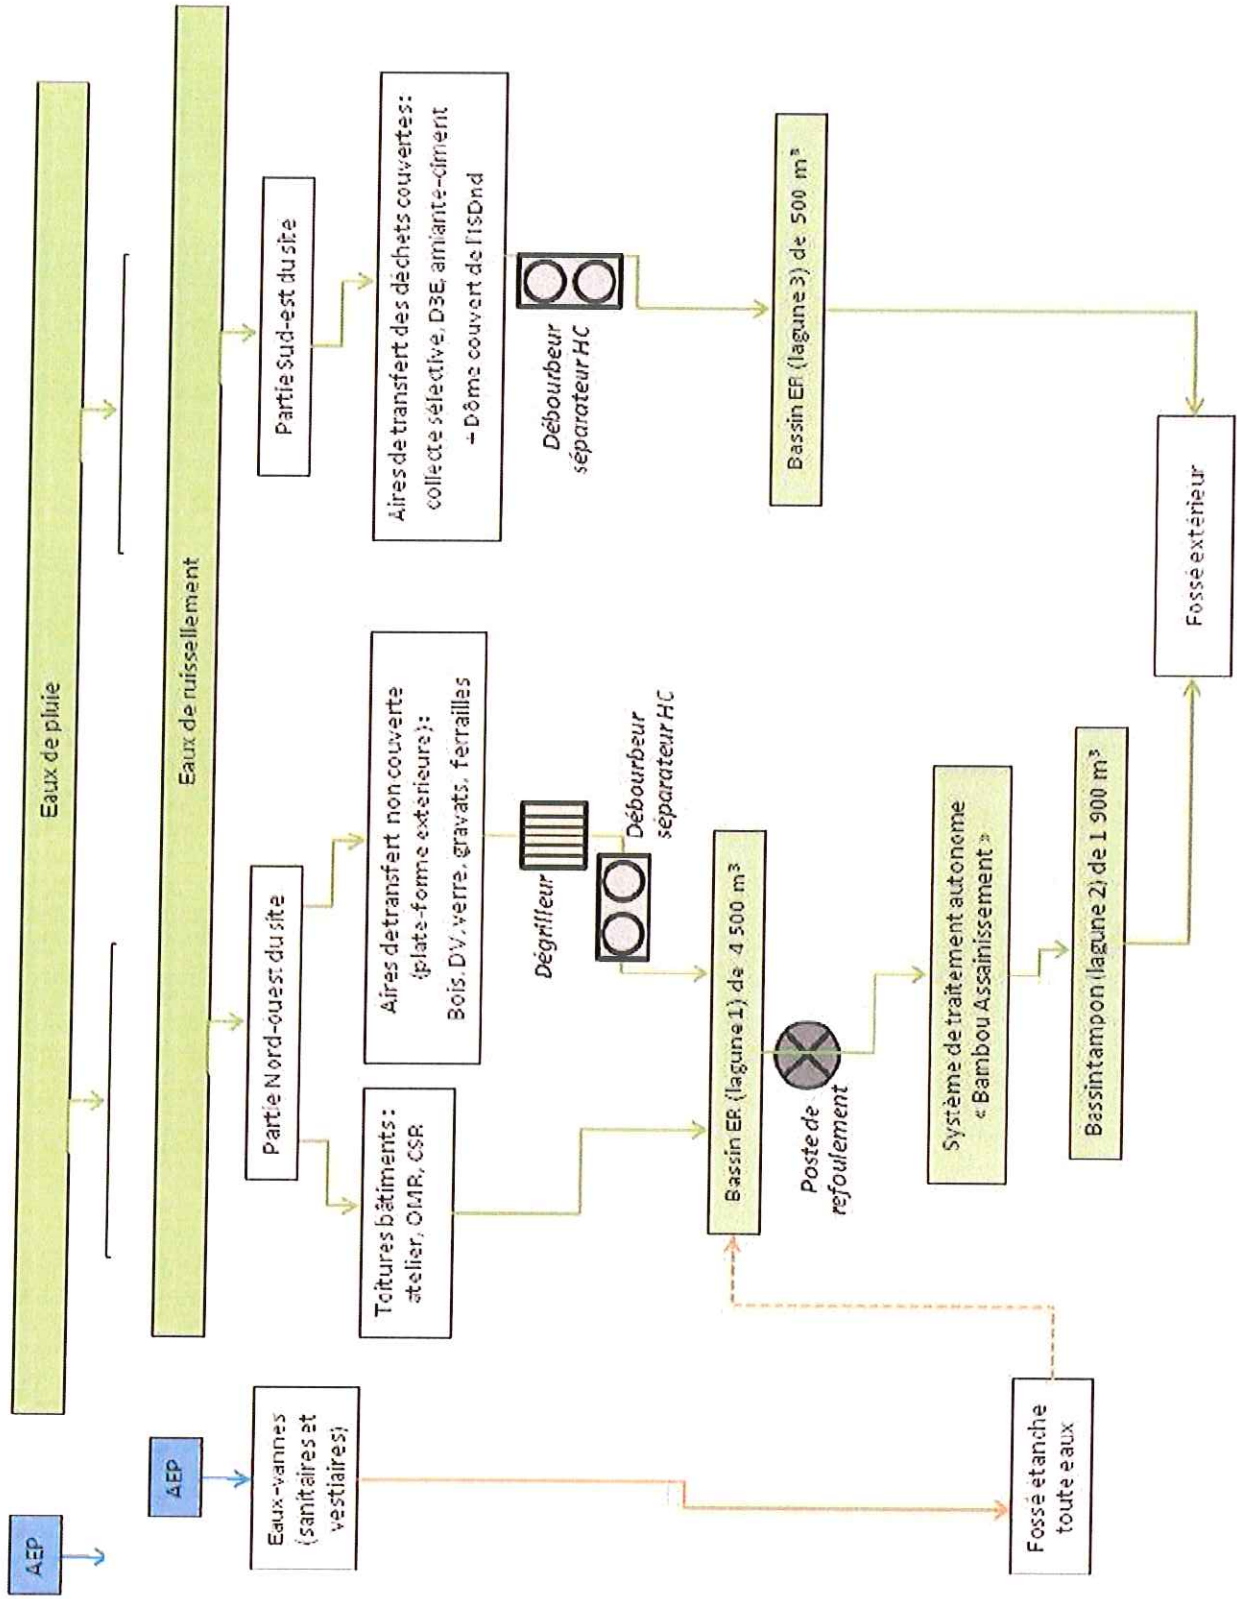 AEP
Eaux de pluie
AEP
Eaux de ruissellement
Eaux-vannes
(sanitaires et
vestiaires)
Partie Nord-ouest du site
Partie Sud-est du site
Toitures bâtiments :
atelier, OMR, CSR
Aires de transfert non couverte
(plate-forme extérieure) :
Bois, DV, verre, gravats, ferrailles
Aires de transfert des déchets couvertes :
collecte sélective, D3E, amiante-ciment
+ Dôme couvert de l'ISDnd
Dégrilleur
Débourbeur
séparateur HC
Débourbeur
séparateur HC
Bassin ER (lagune 1) de 4 500 m³
Bassin ER (lagune 3) de 500 m³
Poste de
refoulement
Système de traitement autonome
« Bambou Assainissement »
Fossé étanche
toute eaux
Bassin tampon (lagune 2) de 1 900 m³
Fossé extérieur